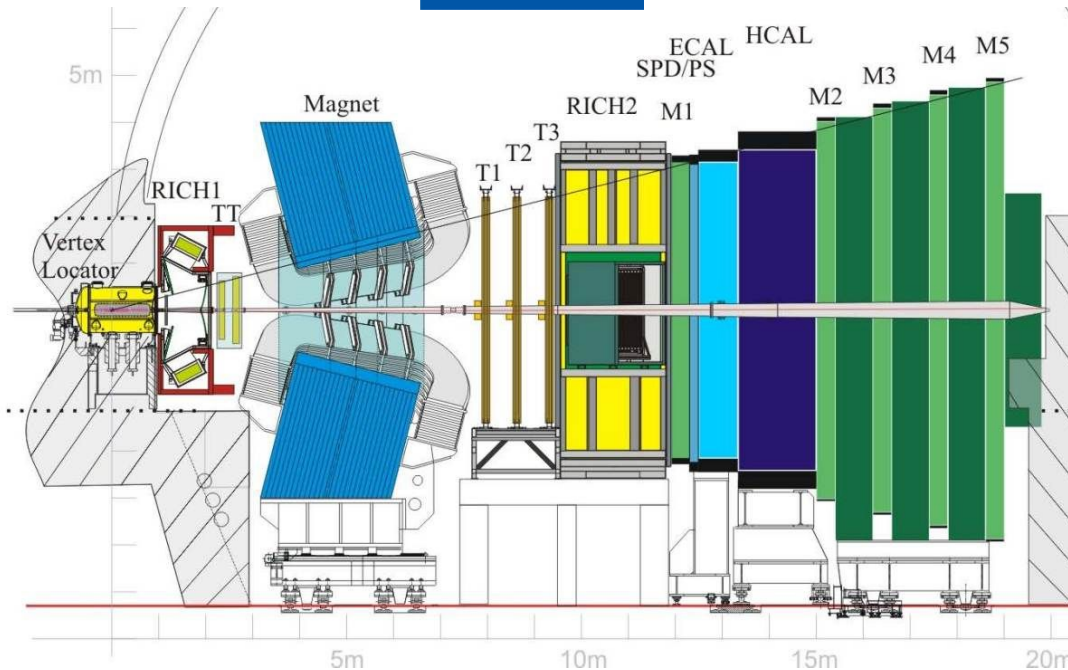 5m
Vertex
Locator
RICH1
TT
Magnet
T1
T2
T3
RICH2
M1
SPD/PS
ECAL
HCAL
M2
M3
M4
M5
5m
10m
15m
20m